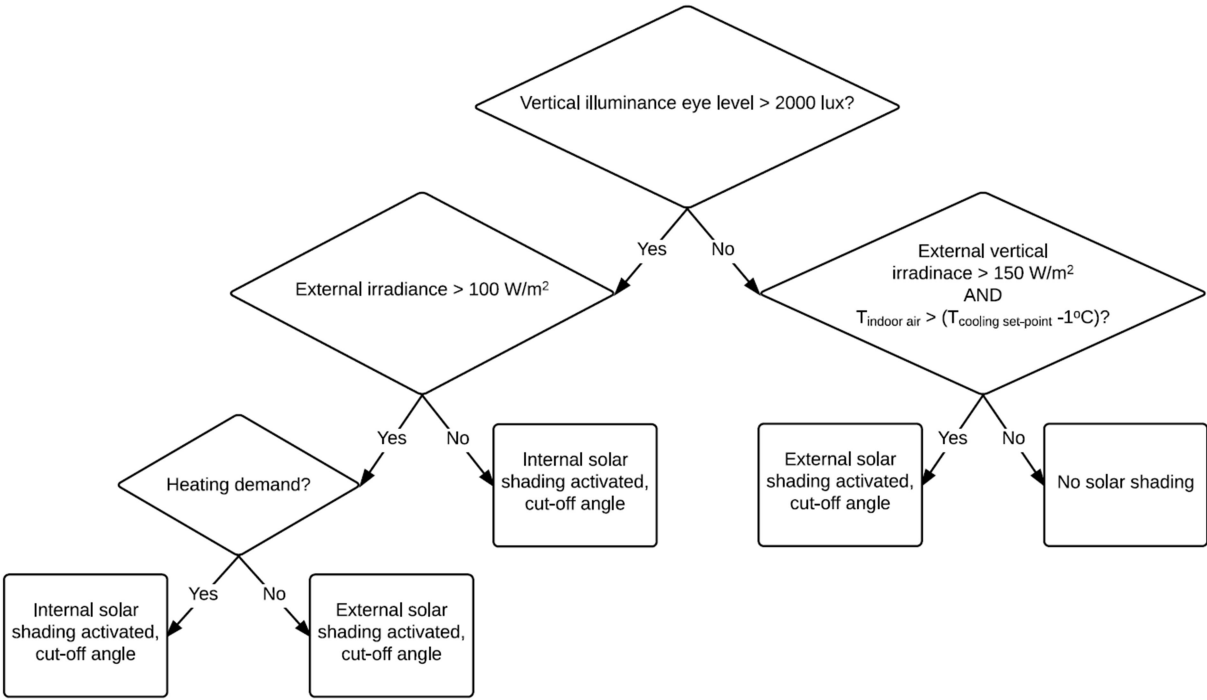 Vertical illuminance eye level > 2000 lux?
Yes
No
External irradiance > 100 W/m²
External vertical
irradinace > 150 W/m²
AND
Tindoor air > (Tcooling set-point -1ºC)?
Yes
No
Yes
No
Heating demand?
Internal solar
shading activated,
cut-off angle
External solar
shading activated,
cut-off angle
No solar shading
Yes
No
Internal solar
shading activated,
cut-off angle
External solar
shading activated,
cut-off angle